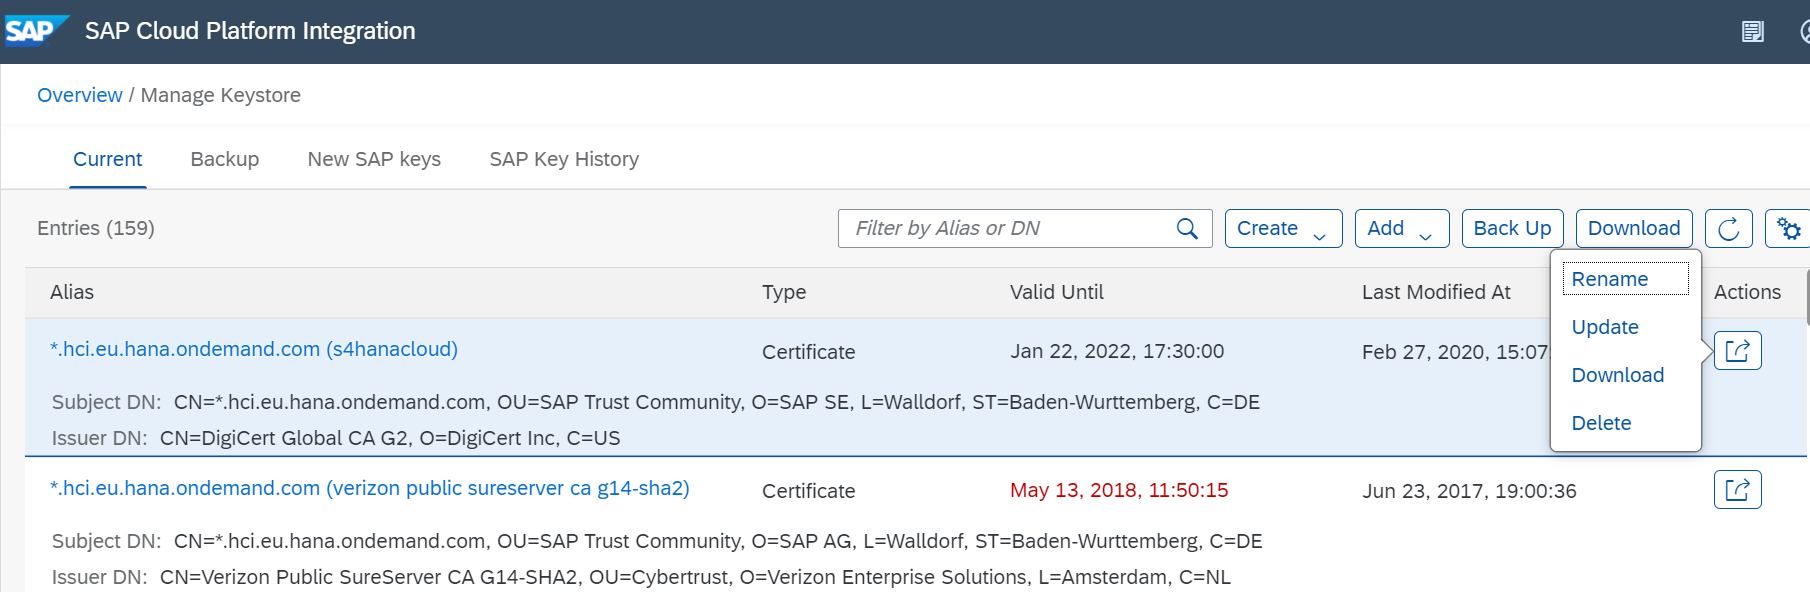 SAP SAP Cloud Platform Integration
Overview / Manage Keystore
Current Backup New SAP keys SAP Key History
Entries (159) Filter by Alias or DN Create Add Back Up Download
Alias Type Valid Until Last Modified At Actions
Rename
Update
Download
Delete
*.hci.eu.hana.ondemand.com (s4hanacloud) Certificate Jan 22, 2022, 17:30:00 Feb 27, 2020, 15:07
Subject DN: CN=*.hci.eu.hana.ondemand.com, OU=SAP Trust Community, O=SAP SE, L=Walldorf, ST=Baden-Wurttemberg, C=DE
Issuer DN: CN=DigiCert Global CA G2, O=DigiCert Inc, C=US
*.hci.eu.hana.ondemand.com (verizon public sureserver ca g14-sha2) Certificate May 13, 2018, 11:50:15 Jun 23, 2017, 19:00:36
Subject DN: CN=*.hci.eu.hana.ondemand.com, OU=SAP Trust Community, O=SAP AG, L=Walldorf, ST=Baden-Wurttemberg, C=DE
Issuer DN: CN=Verizon Public SureServer CA G14-SHA2, OU=Cybertrust, O=Verizon Enterprise Solutions, L=Amsterdam, C=NL